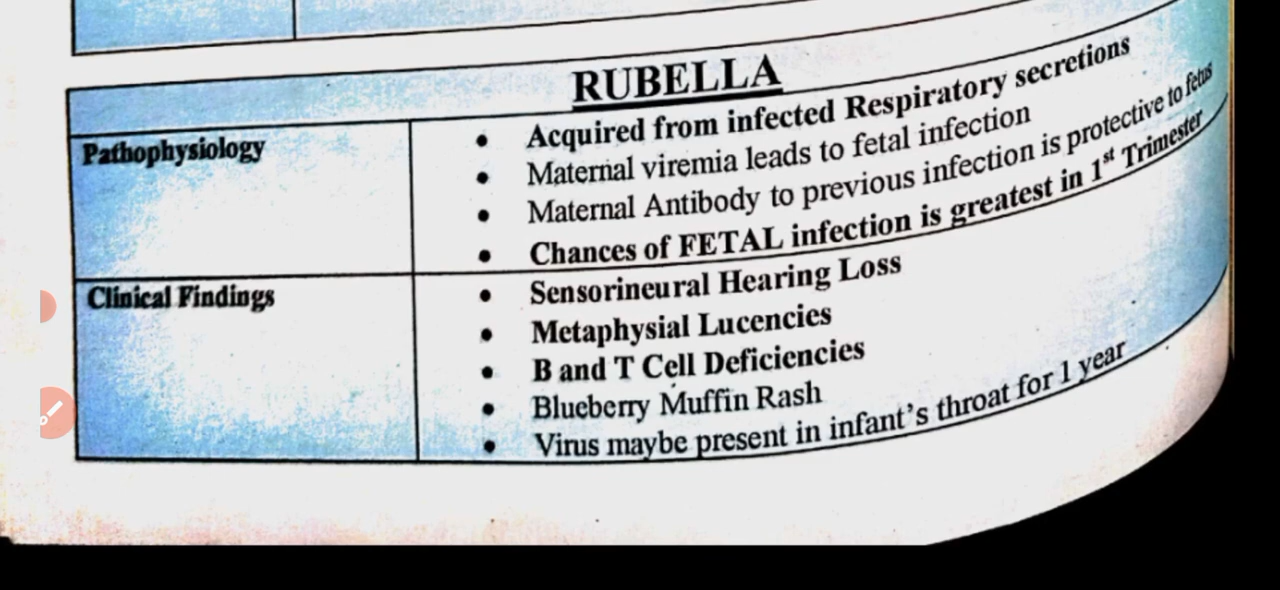 RUBELLA
Pathophysiology
• Acquired from infected Respiratory secretions
• Maternal viremia leads to fetal infection
• Maternal Antibody to previous infection is protective to fetus
• Chances of FETAL infection is greatest in 1st Trimester
Clinical Findings
• Sensorineural Hearing Loss
• Metaphysial Lucencies
• B and T Cell Deficiencies
• Blueberry Muffin Rash
• Virus maybe present in infant's throat for 1 year